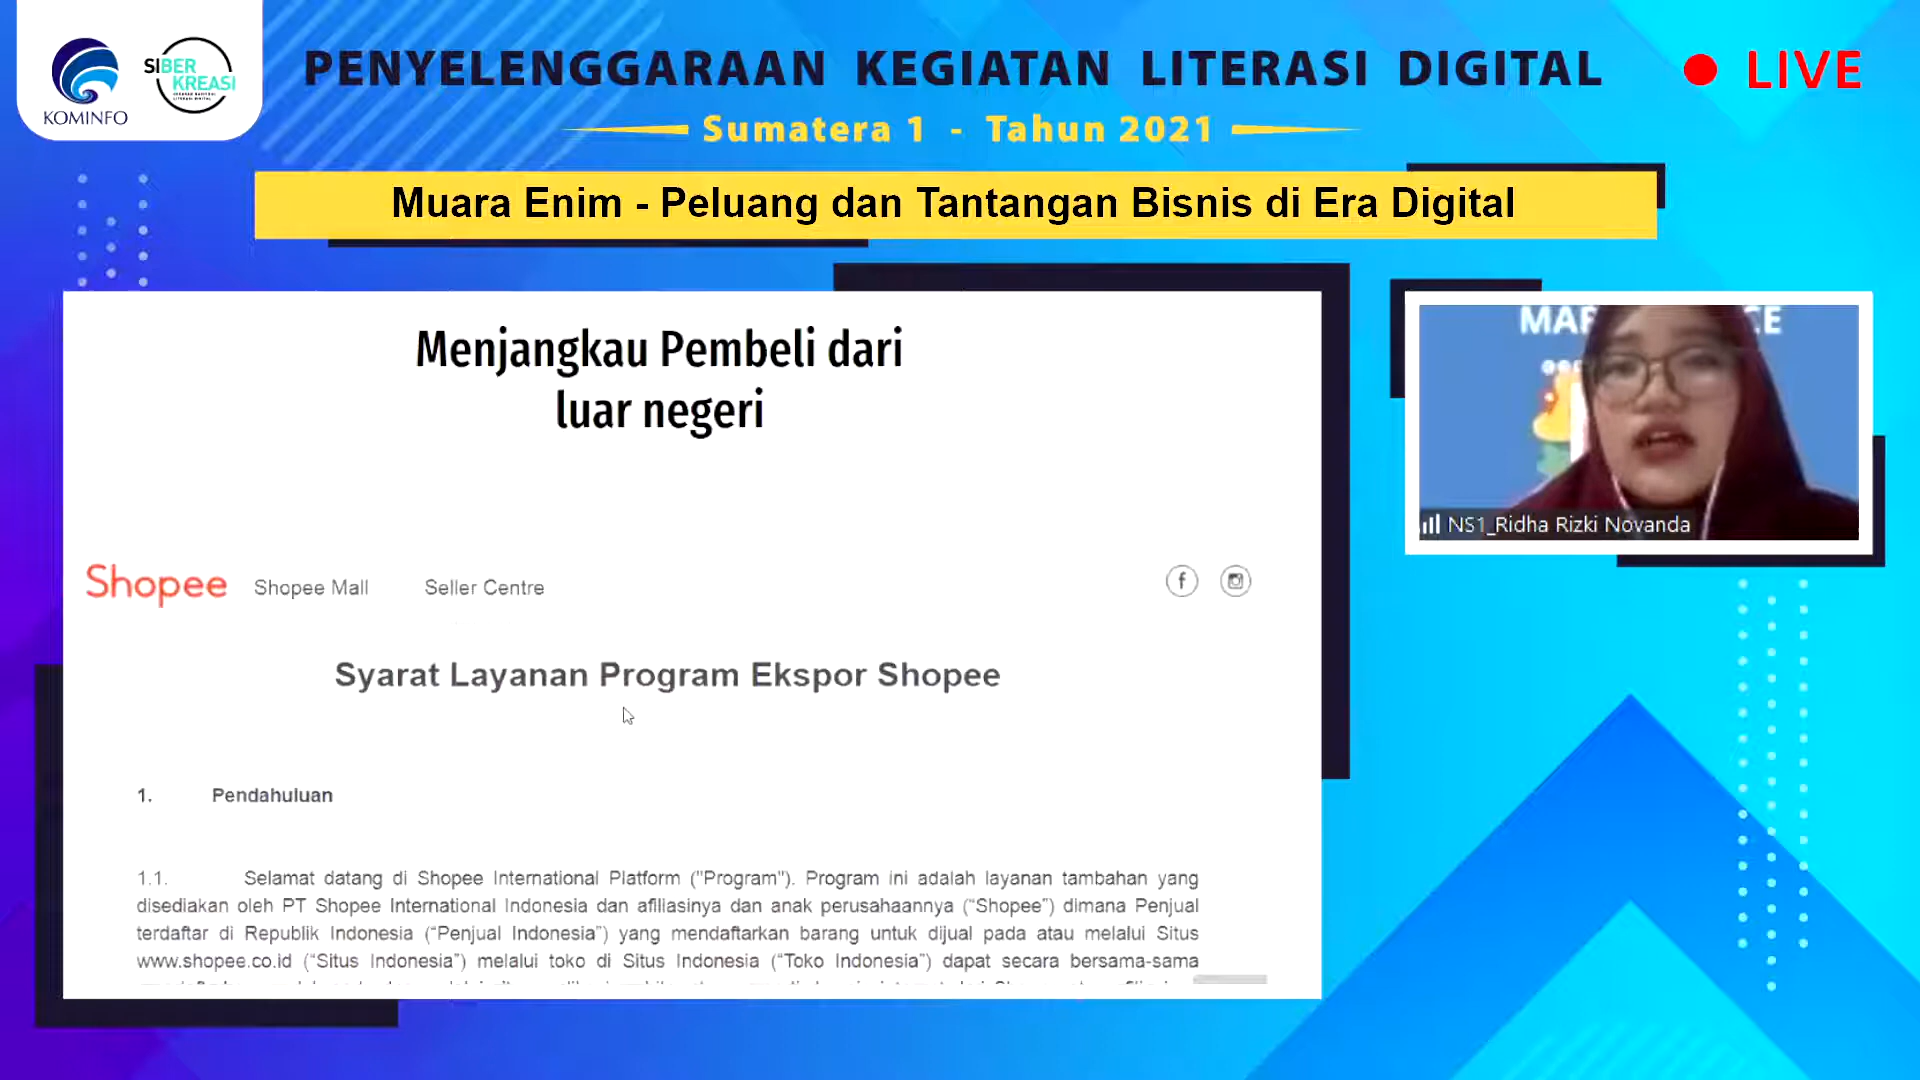 KOMINFO
SIBER
KREASI
PENYELENGGARAAN KEGIATAN LITERASI DIGITAL
LIVE
Sumatera 1 - Tahun 2021
Muara Enim - Peluang dan Tantangan Bisnis di Era Digital
Menjangkau Pembeli dari
luar negeri
NS1_Ridha Rizki Novanda
Shopee Shopee Mall Seller Centre
Syarat Layanan Program Ekspor Shopee
1. Pendahuluan
1.1. Selamat datang di Shopee International Platform ("Program"). Program ini adalah layanan tambahan yang
disediakan oleh PT Shopee International Indonesia dan afiliasinya dan anak perusahaannya (“Shopee”) dimana Penjual
terdaftar di Republik Indonesia (“Penjual Indonesia”) yang mendaftarkan barang untuk dijual pada atau melalui Situs
www.shopee.co.id (“Situs Indonesia”) melalui toko di Situs Indonesia (“Toko Indonesia”) dapat secara bersama-sama